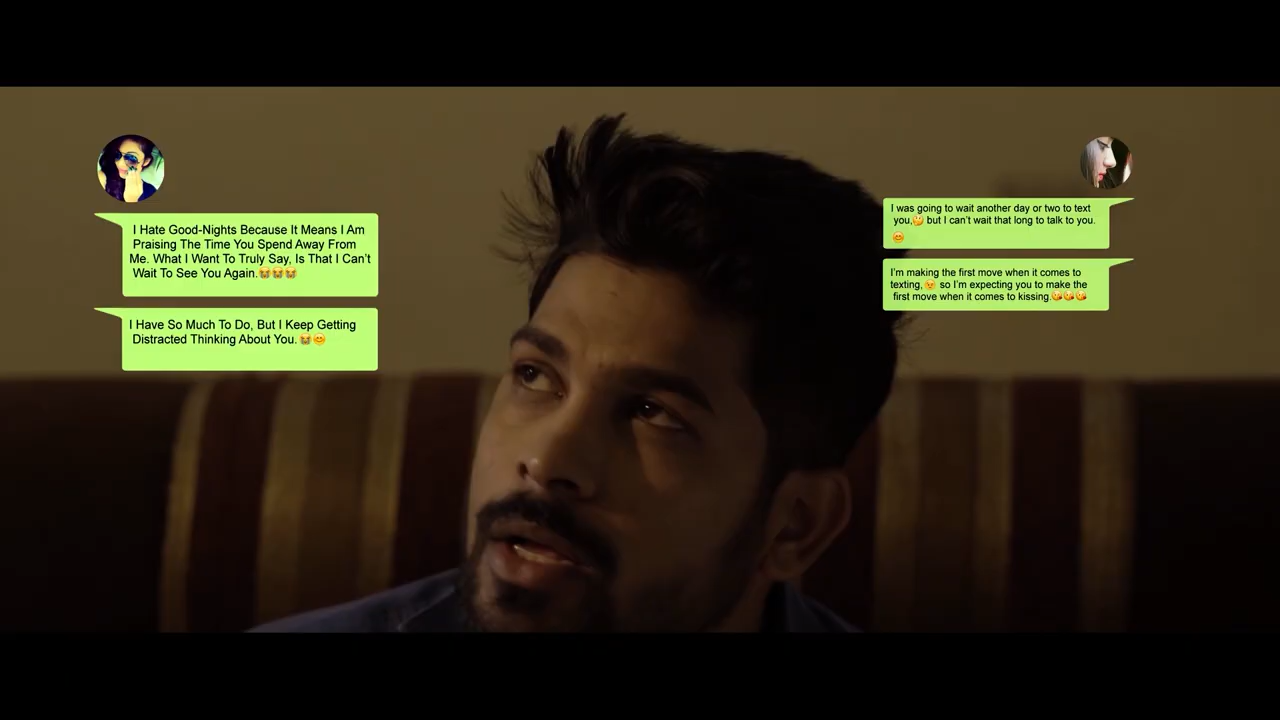 I Hate Good-Nights Because It Means I Am
Praising The Time You Spend Away From
Me. What I Want To Truly Say, Is That I Can't
Wait To See You Again.😭😭😭
I Have So Much To Do, But I Keep Getting
Distracted Thinking About You.😭😊
I was going to wait another day or two to text
you,🤔 but I can't wait that long to talk to you.
😊
I'm making the first move when it comes to
texting,😉 so I'm expecting you to make the
first move when it comes to kissing.😘😘😘